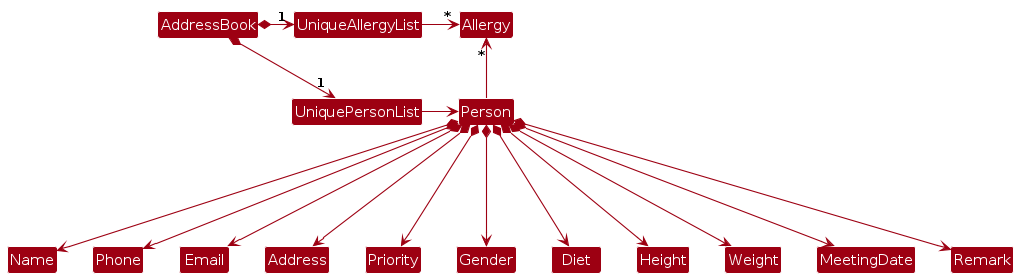 AddressBook 1 UniqueAllergyList * Allergy
*
1
UniquePersonList Person
Name Phone Email Address Priority Gender Diet Height Weight MeetingDate Remark